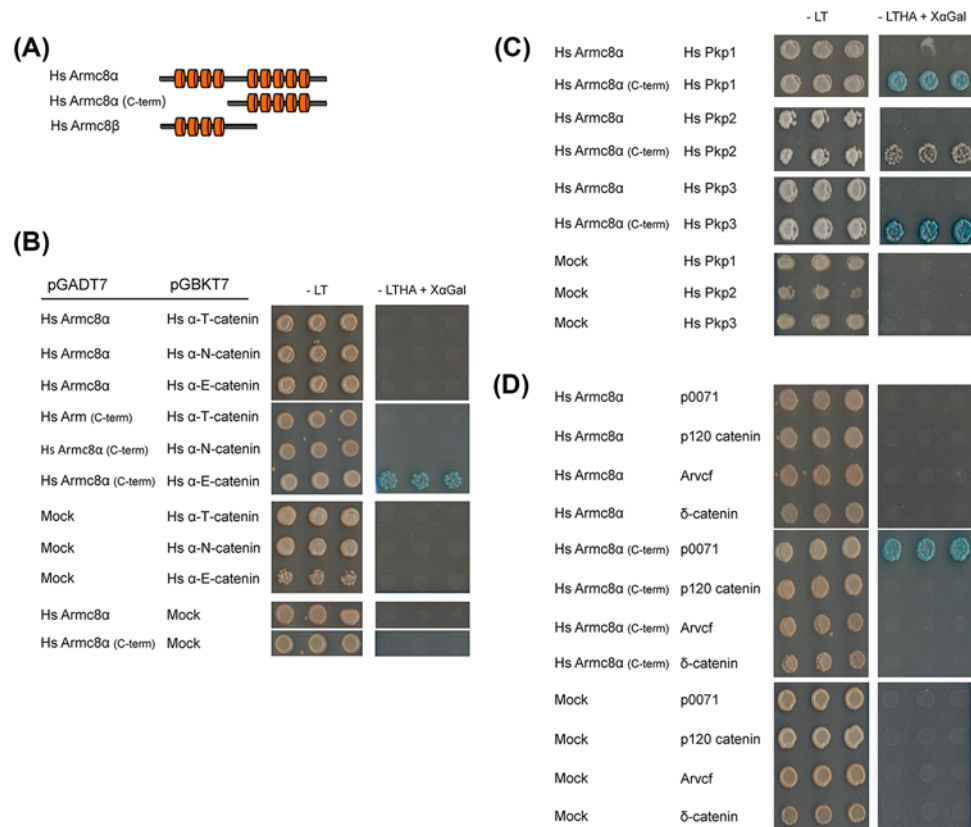 (A)
Hs Armc8α
Hs Armc8α (C-term)
Hs Armc8β
(B)
pGADT7 pGBKT7 - LT - LTHA + XαGal
Hs Armc8α Hs α-T-catenin
Hs Armc8α Hs α-N-catenin
Hs Armc8α Hs α-E-catenin
Hs Arm (C-term) Hs α-T-catenin
Hs Armc8α (C-term) Hs α-N-catenin
Hs Armc8α (C-term) Hs α-E-catenin
Mock Hs α-T-catenin
Mock Hs α-N-catenin
Mock Hs α-E-catenin
Hs Armc8α Mock
Hs Armc8α (C-term) Mock
(C)
- LT - LTHA + XαGal
Hs Armc8α Hs Pkp1
Hs Armc8α (C-term) Hs Pkp1
Hs Armc8α Hs Pkp2
Hs Armc8α (C-term) Hs Pkp2
Hs Armc8α Hs Pkp3
Hs Armc8α (C-term) Hs Pkp3
Mock Hs Pkp1
Mock Hs Pkp2
Mock Hs Pkp3
(D)
Hs Armc8α p0071
Hs Armc8α p120 catenin
Hs Armc8α Arvcf
Hs Armc8α δ-catenin
Hs Armc8α (C-term) p0071
Hs Armc8α (C-term) p120 catenin
Hs Armc8α (C-term) Arvcf
Hs Armc8α (C-term) δ-catenin
Mock p0071
Mock p120 catenin
Mock Arvcf
Mock δ-catenin